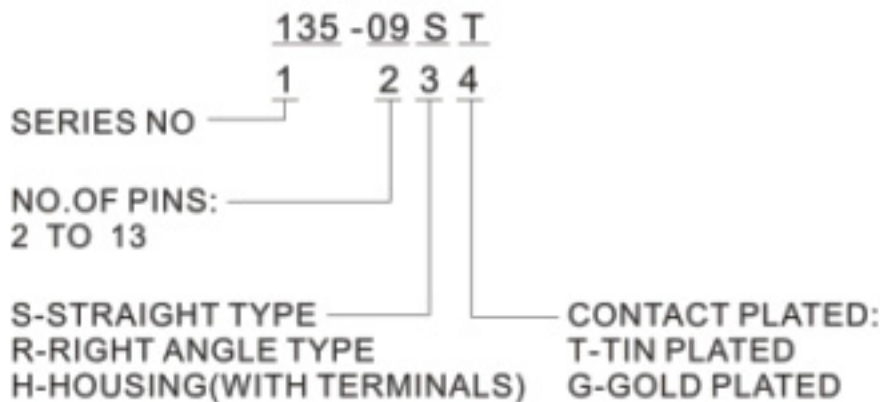 135-09 S T
1 2 3 4
SERIES NO
NO.OF PINS:
2 TO 13
S-STRAIGHT TYPE CONTACT PLATED:
R-RIGHT ANGLE TYPE T-TIN PLATED
H-HOUSING(WITH TERMINALS) G-GOLD PLATED